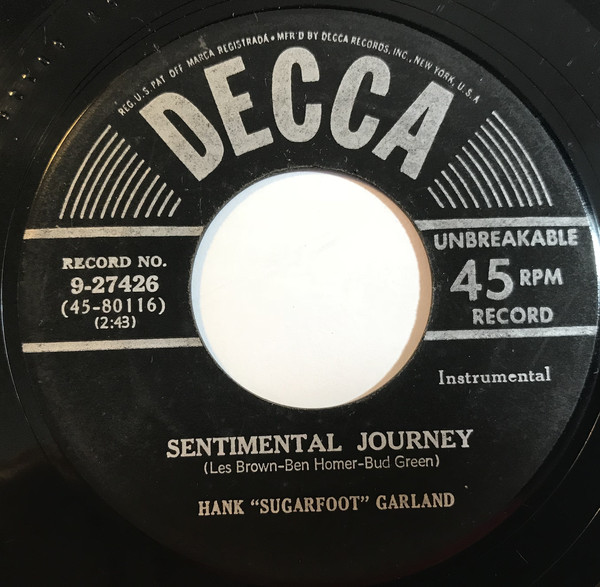 REG. U.S. PAT. OFF. MARCA REGISTRADA • MFR'D BY DECCA RECORDS, INC., NEW YORK, U.S.A
DECCA
RECORD NO.
9-27426
(45-80116)
(2:43)
UNBREAKABLE
45 RPM
RECORD
Instrumental
SENTIMENTAL JOURNEY
(Les Brown-Ben Homer-Bud Green)
HANK "SUGARFOOT" GARLAND